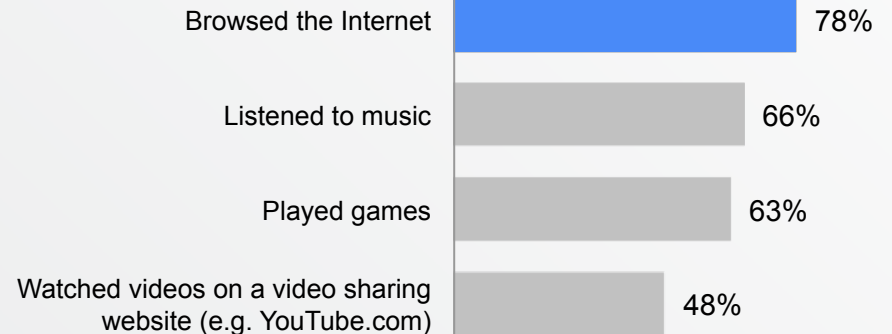 Browsed the Internet 78%
Listened to music 66%
Played games 63%
Watched videos on a video sharing
website (e.g. YouTube.com) 48%